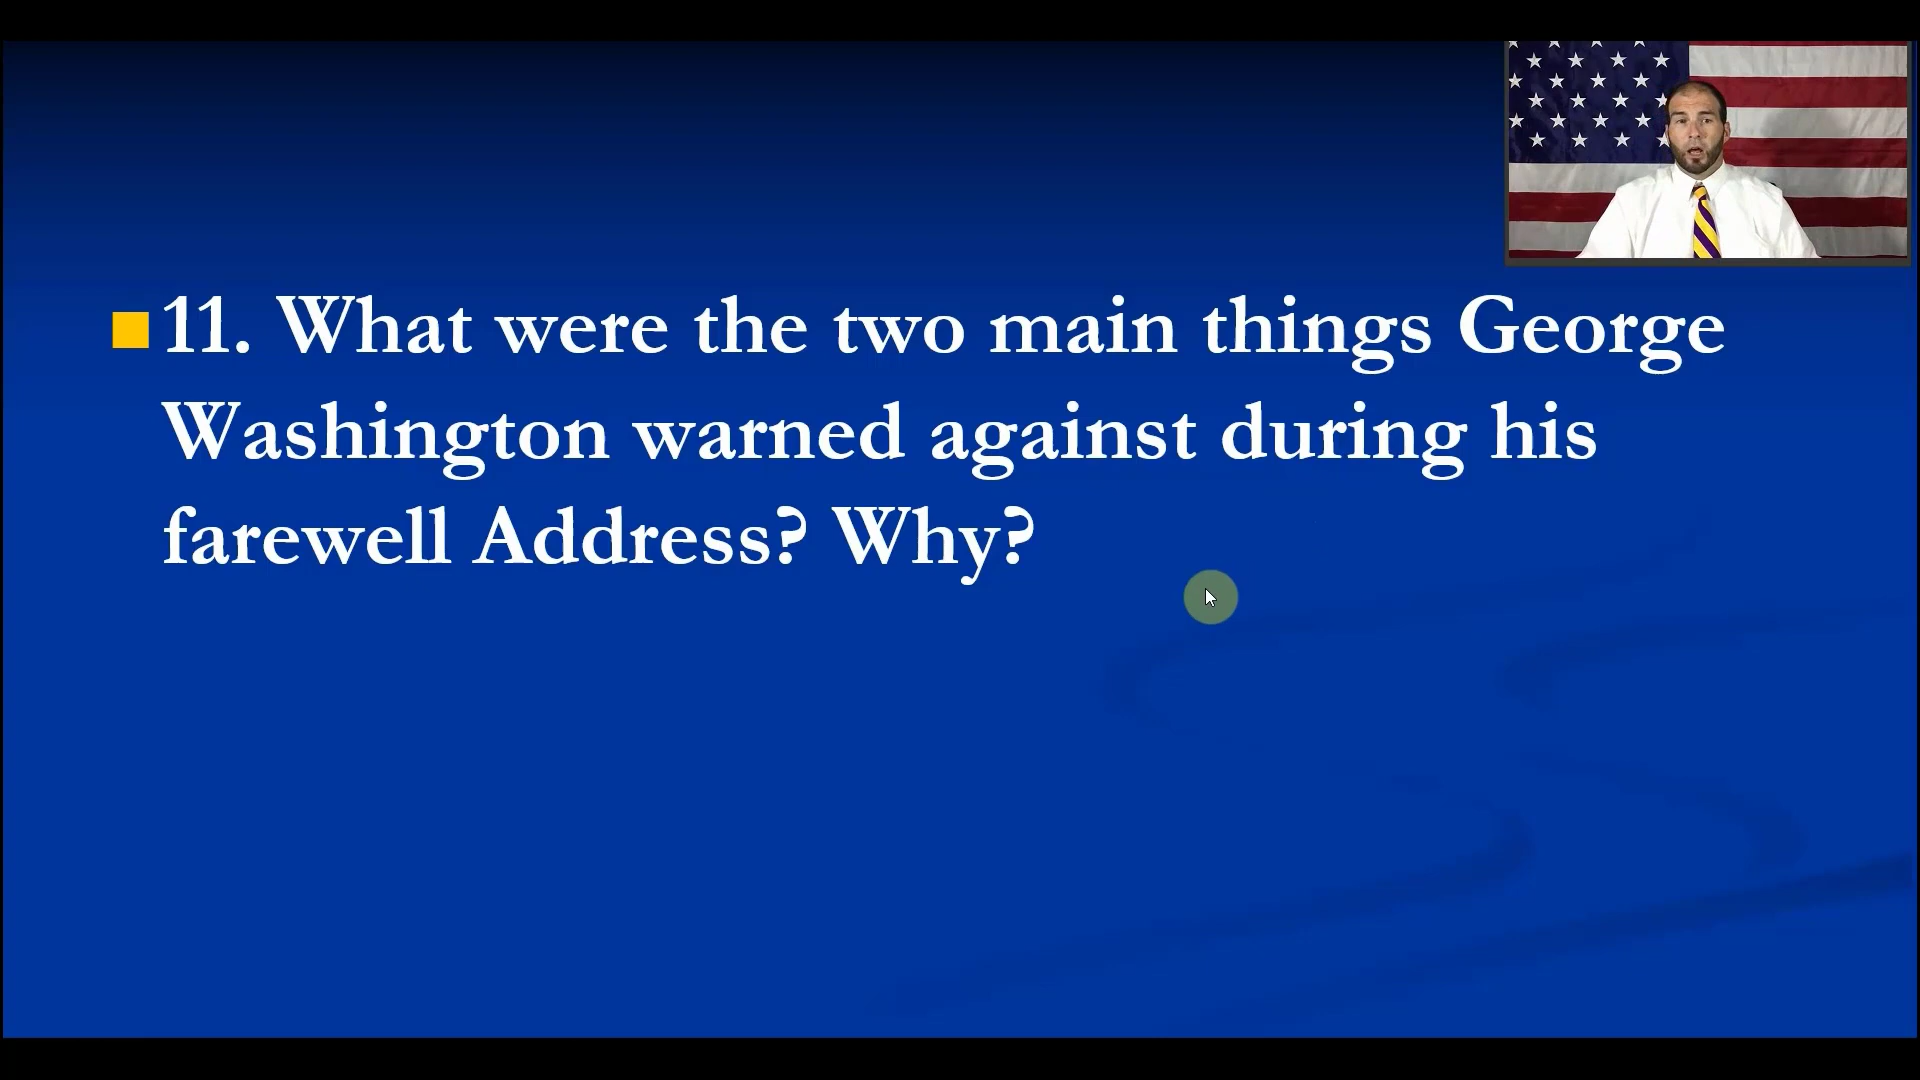 11. What were the two main things George
Washington warned against during his
farewell Address? Why?